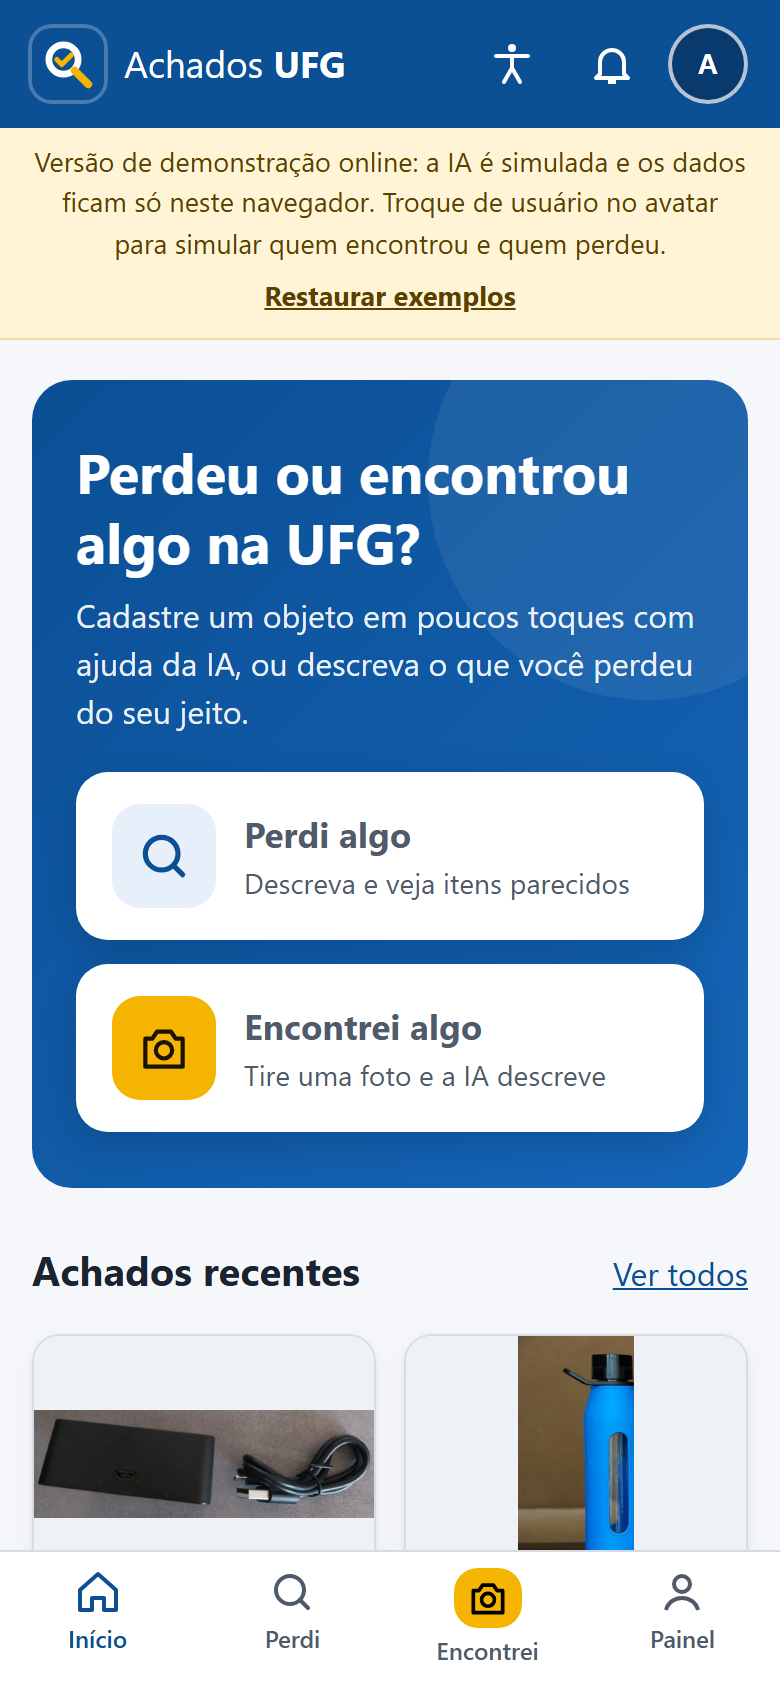 Achados UFG
A
Versão de demonstração online: a IA é simulada e os dados
ficam só neste navegador. Troque de usuário no avatar
para simular quem encontrou e quem perdeu.
Restaurar exemplos
Perdeu ou encontrou
algo na UFG?
Cadastre um objeto em poucos toques com
ajuda da IA, ou descreva o que você perdeu
do seu jeito.
Perdi algo
Descreva e veja itens parecidos
Encontrei algo
Tire uma foto e a IA descreve
Achados recentes
Ver todos
Início
Perdi
Encontrei
Painel